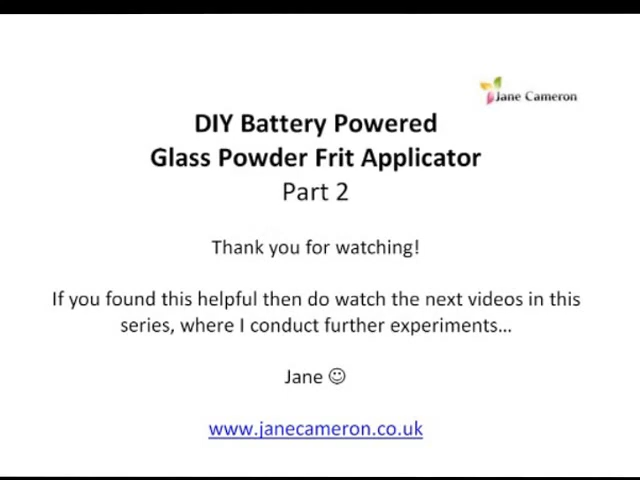 Jane Cameron
DIY Battery Powered
Glass Powder Frit Applicator
Part 2
Thank you for watching!
If you found this helpful then do watch the next videos in this
series, where I conduct further experiments...
Jane ☺
www.janecameron.co.uk